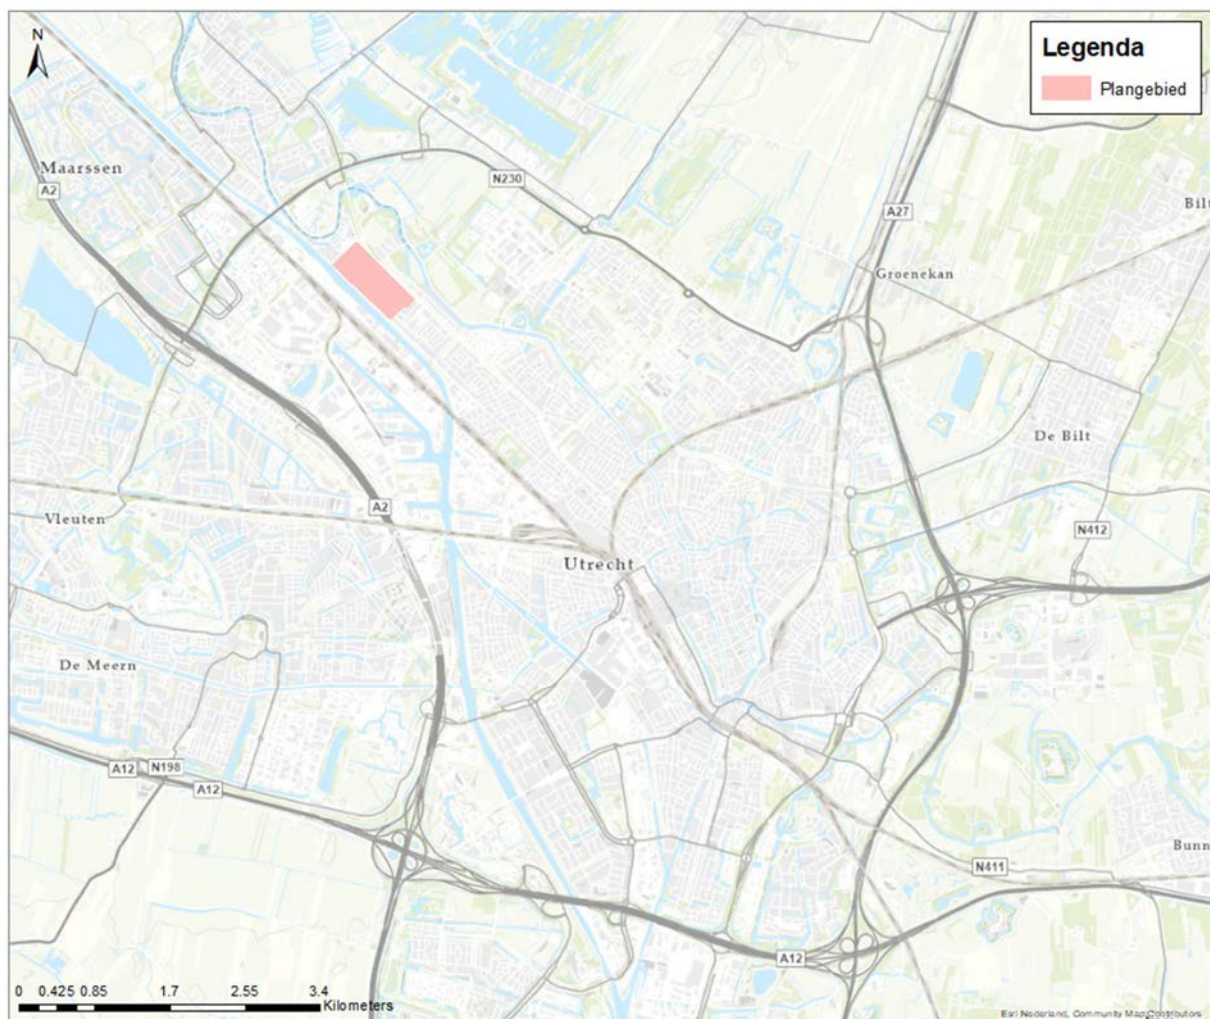 N
Legenda
Plangebied
Maarssen
A2
N230
A27
Bilt
Groenekan
De Bilt
A2
Vleuten
N412
Utrecht
De Meern
A12
N198
A12
Bunn
N411
A12
0 0.425 0.85 1.7 2.55 3.4
Kilometers
Esri Nederland, Community Map Contributors